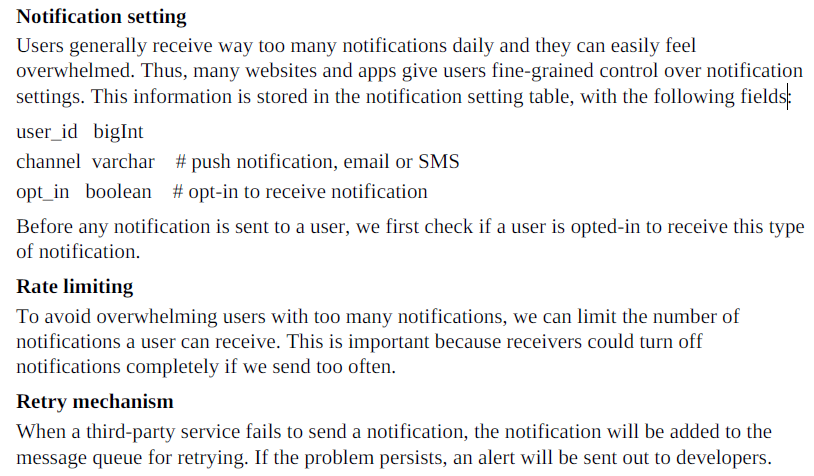 Notification setting
Users generally receive way too many notifications daily and they can easily feel
overwhelmed. Thus, many websites and apps give users fine-grained control over notification
settings. This information is stored in the notification setting table, with the following fields:
user_id bigInt
channel varchar # push notification, email or SMS
opt_in boolean # opt-in to receive notification
Before any notification is sent to a user, we first check if a user is opted-in to receive this type
of notification.
Rate limiting
To avoid overwhelming users with too many notifications, we can limit the number of
notifications a user can receive. This is important because receivers could turn off
notifications completely if we send too often.
Retry mechanism
When a third-party service fails to send a notification, the notification will be added to the
message queue for retrying. If the problem persists, an alert will be sent out to developers.